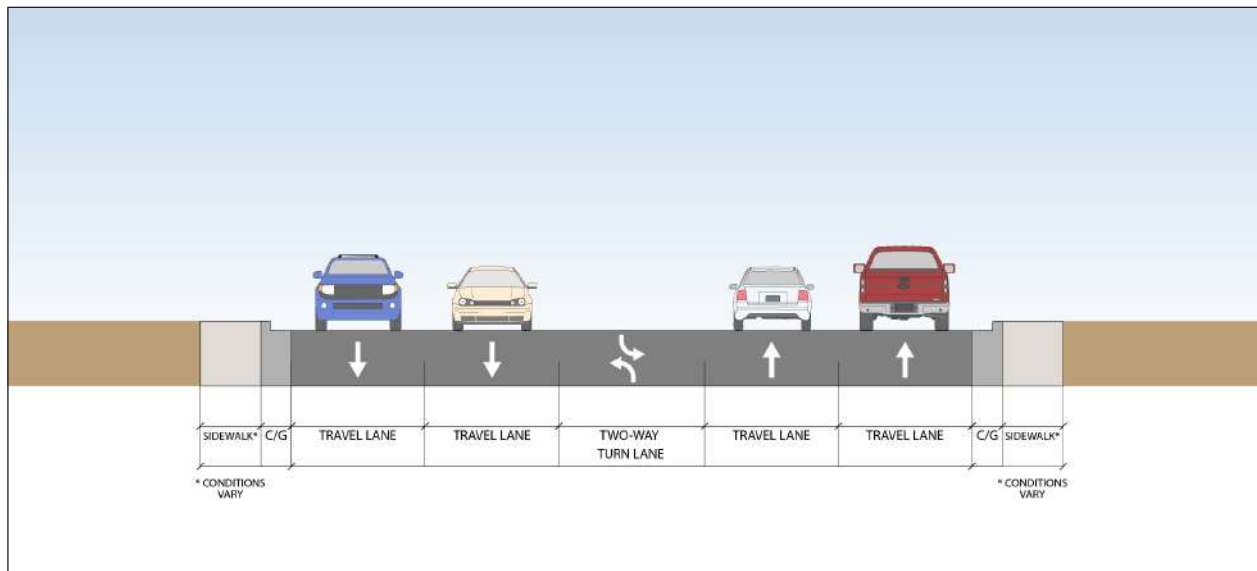 SIDEWALK* C/G TRAVEL LANE TRAVEL LANE TWO-WAY TRAVEL LANE TRAVEL LANE C/G SIDEWALK*
TURN LANE
* CONDITIONS * CONDITIONS
VARY VARY